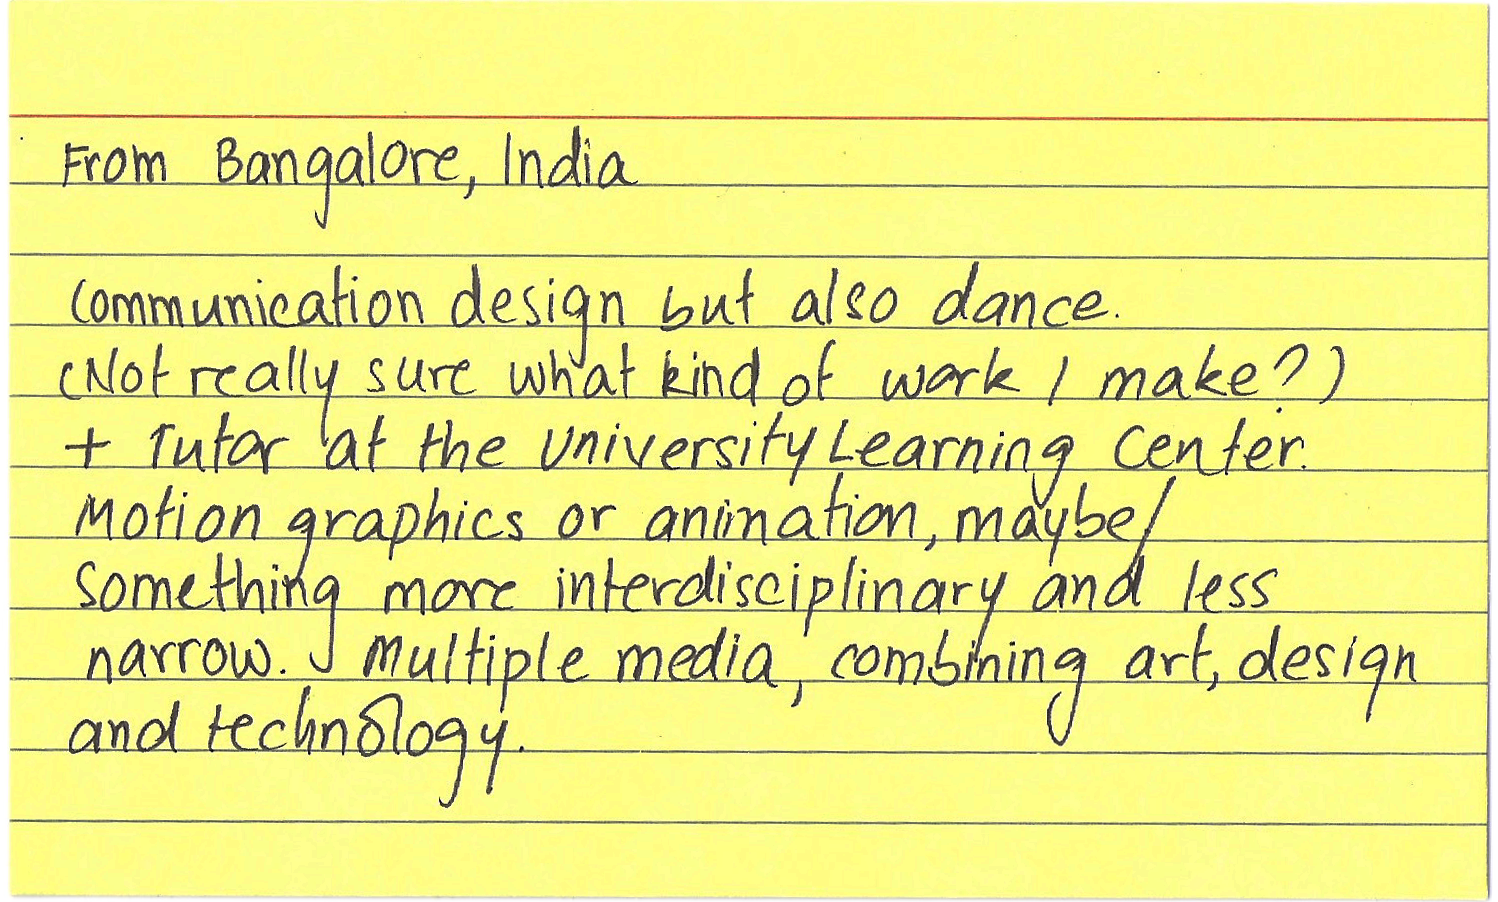 From Bangalore, India
Communication design but also dance.
(Not really sure what kind of work I make?)
+ Tutor at the University Learning Center.
Motion graphics or animation, maybe/
Something more interdisciplinary and less
narrow. Multiple media, combining art, design
and technology.